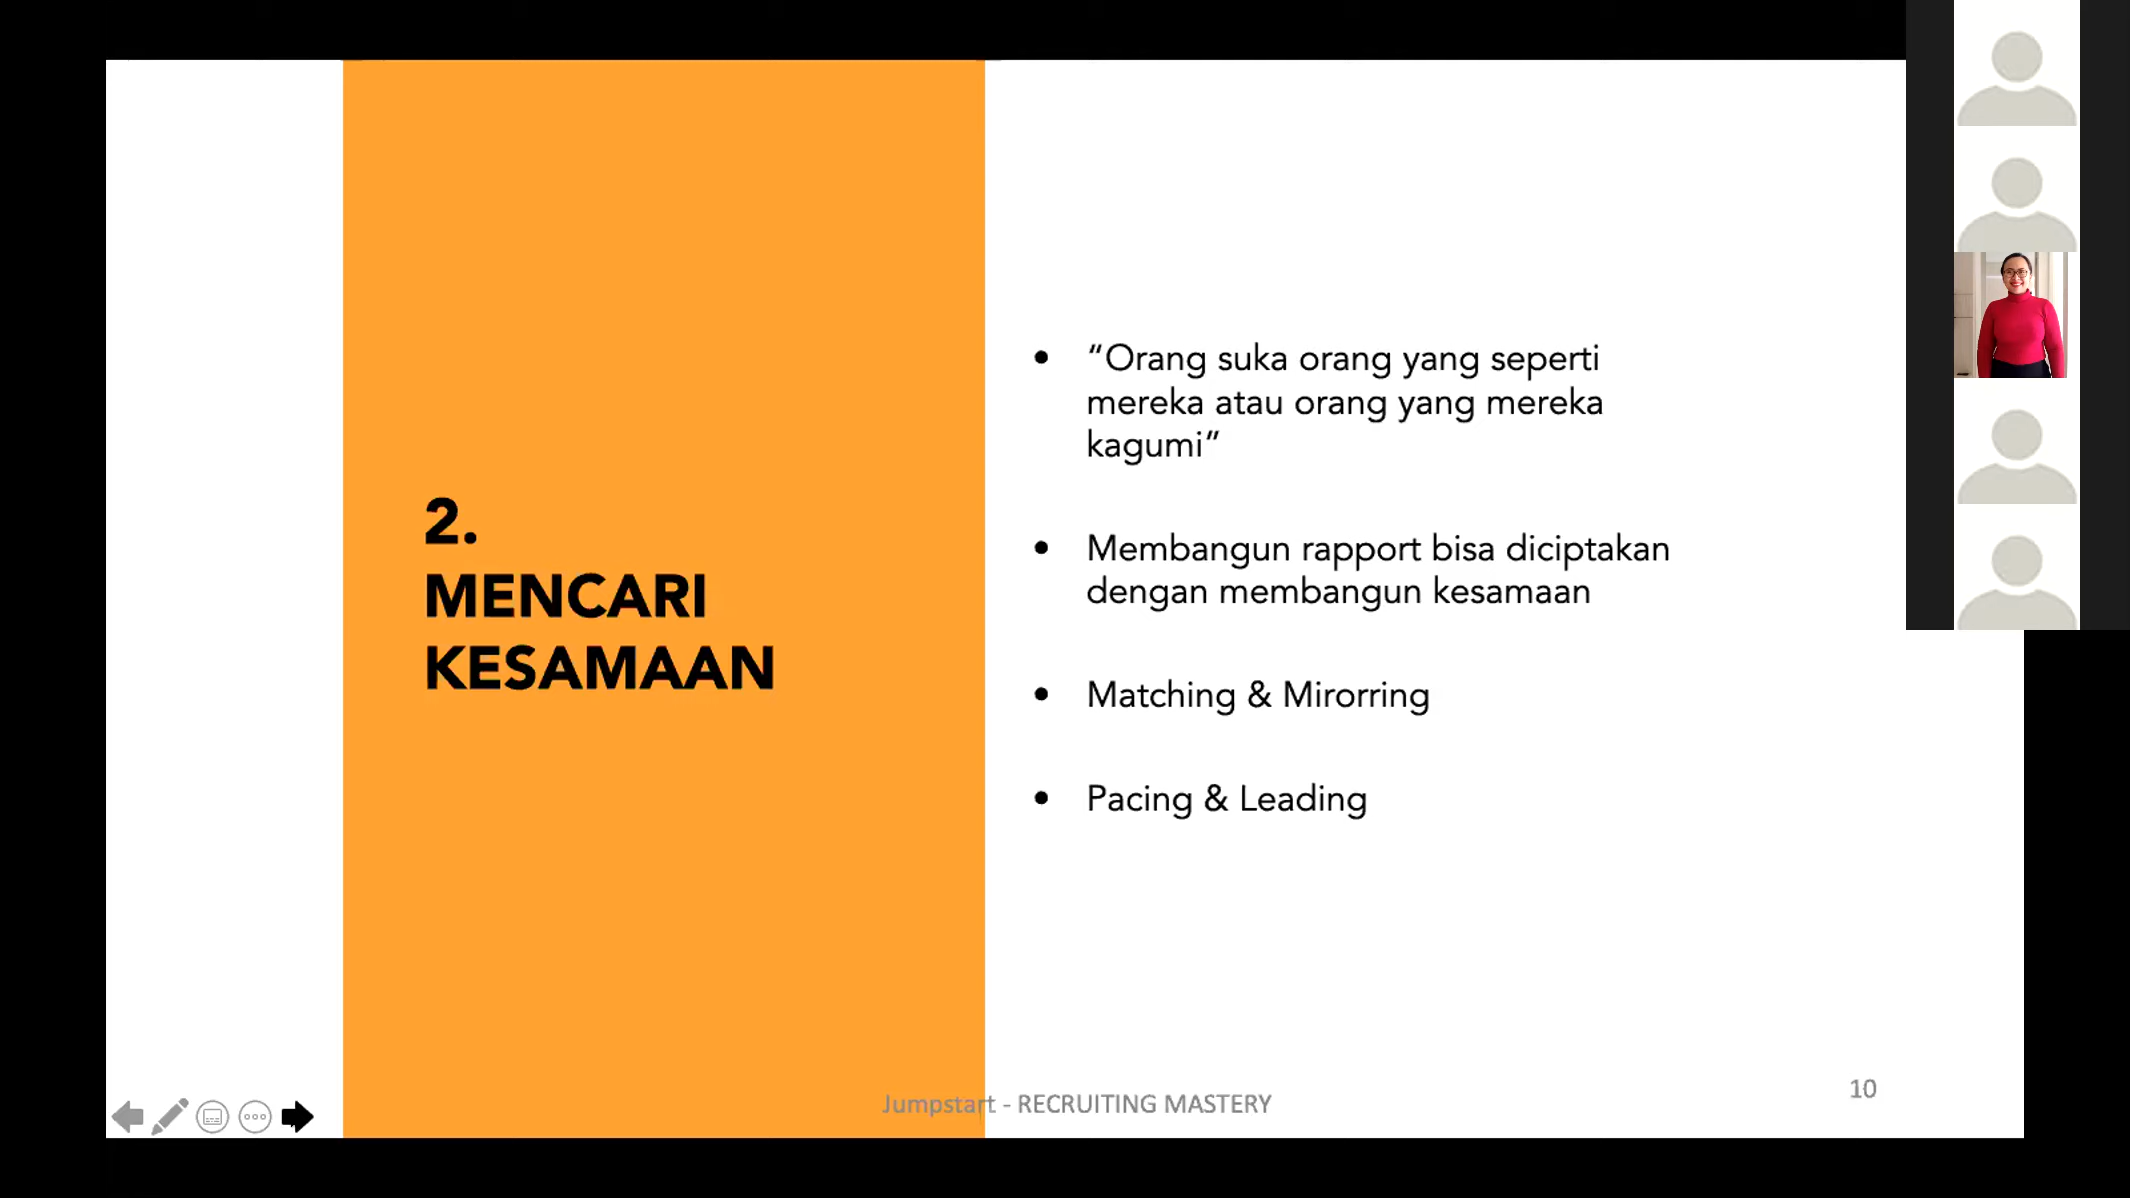 2.
MENCARI
KESAMAAN
• “Orang suka orang yang seperti
mereka atau orang yang mereka
kagumi”
• Membangun rapport bisa diciptakan
dengan membangun kesamaan
• Matching & Mirorring
• Pacing & Leading
Jumpstart - RECRUITING MASTERY
10